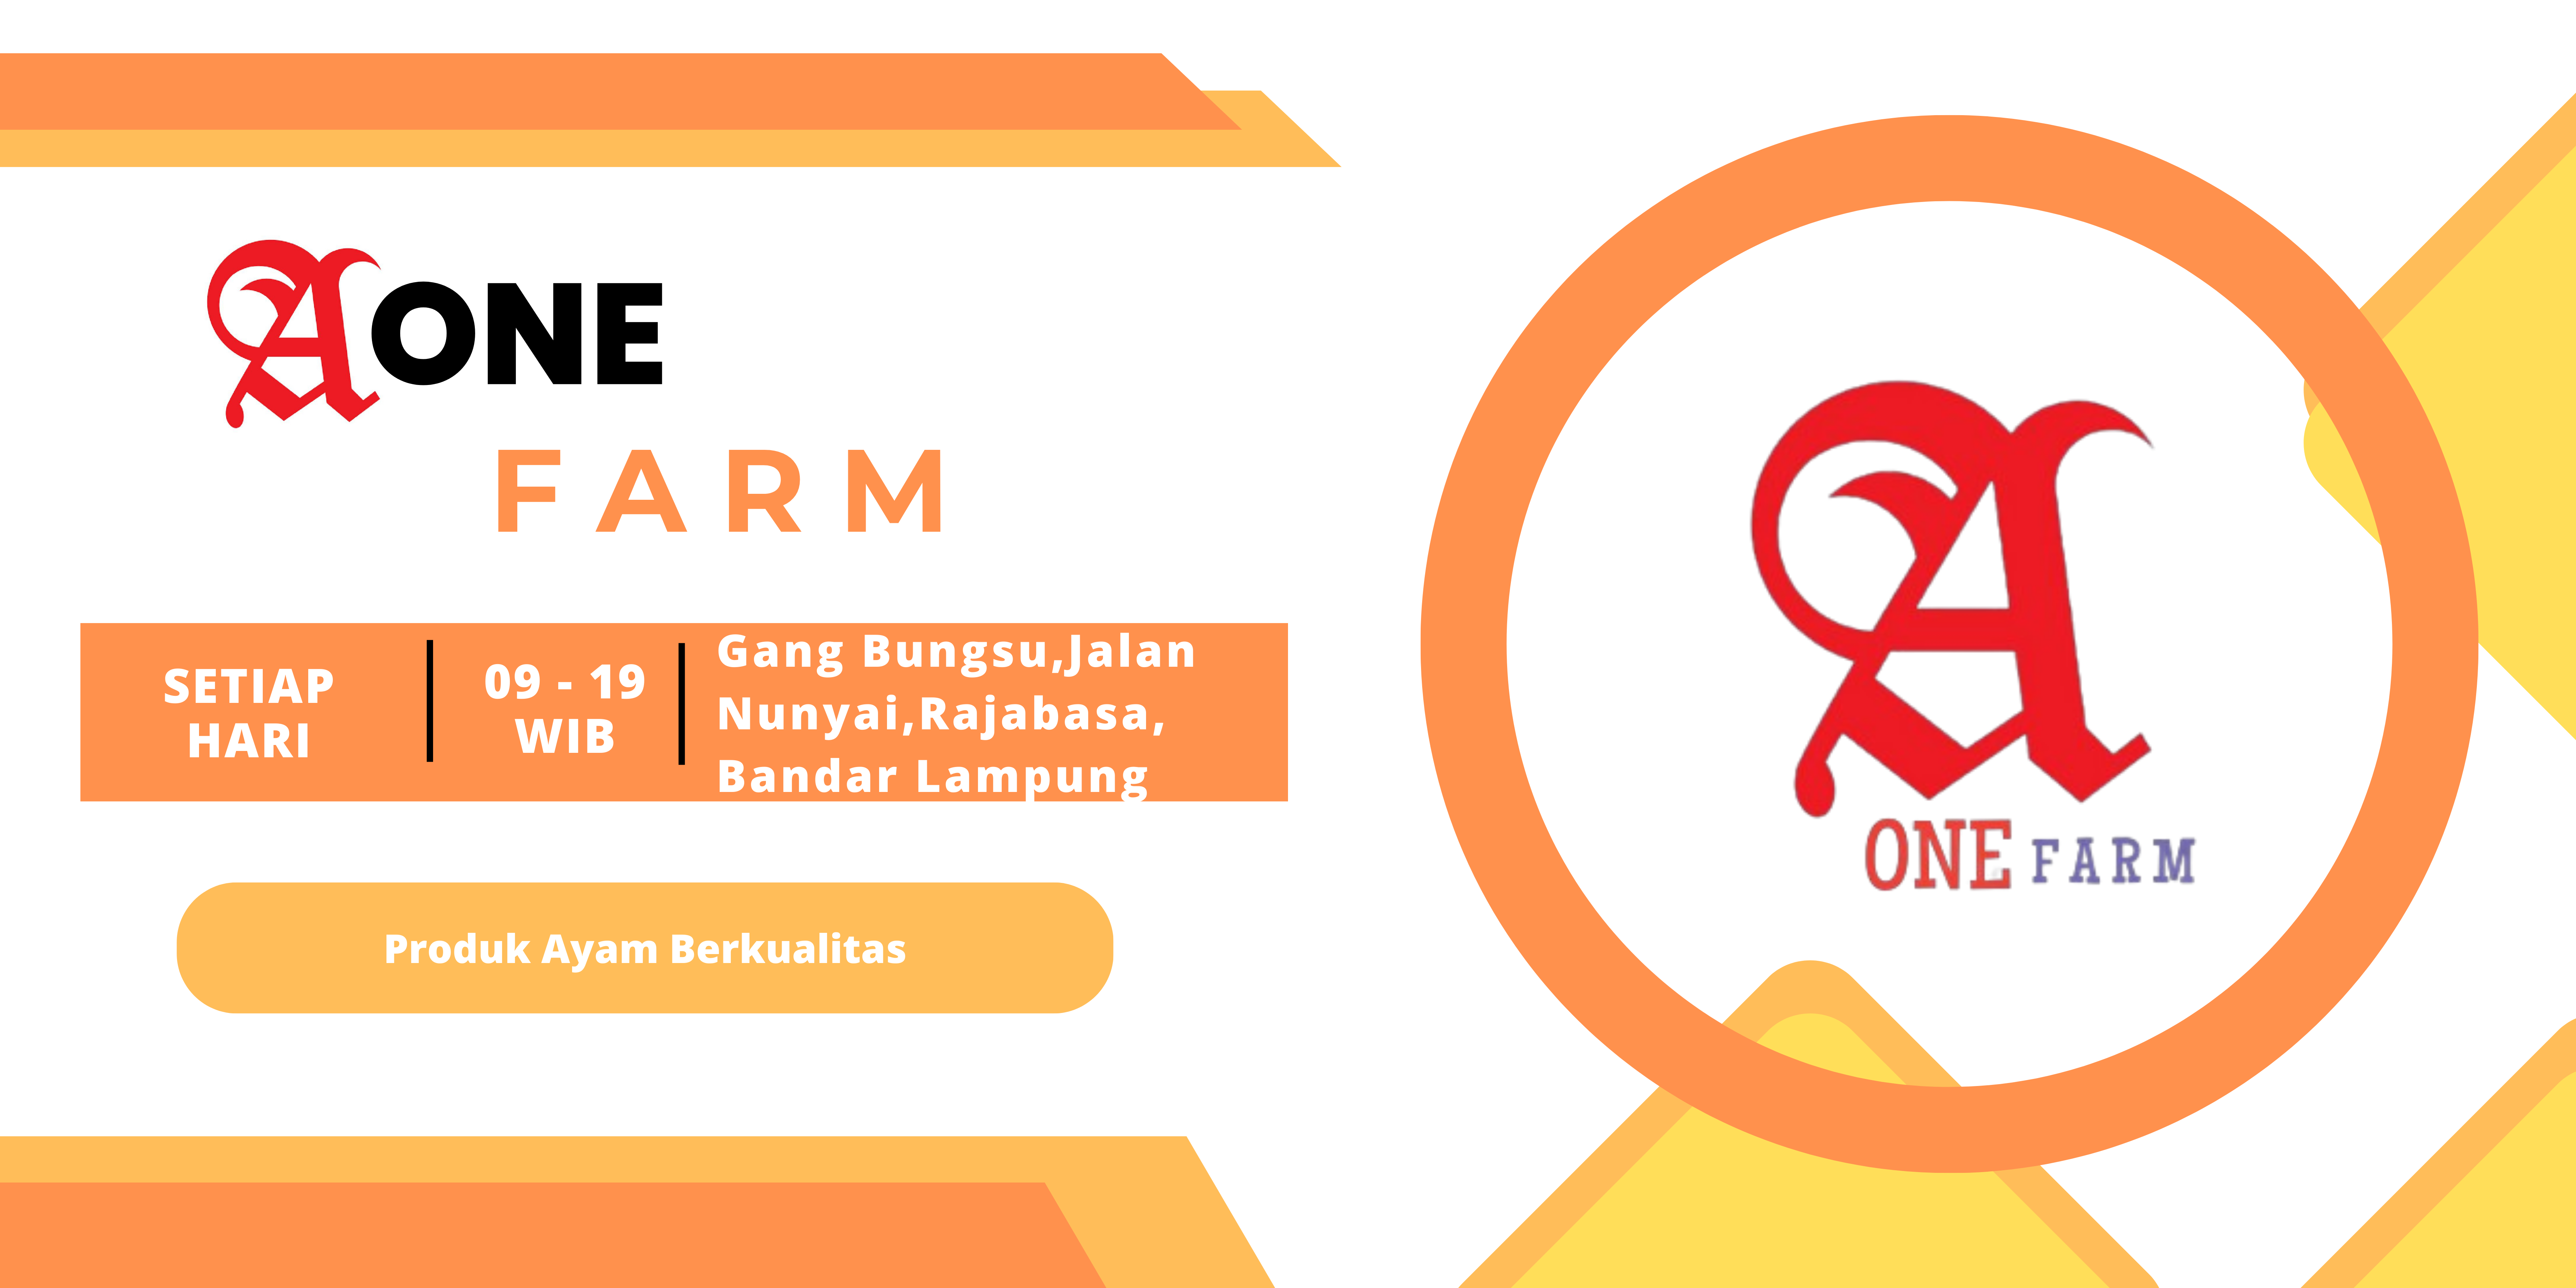 AONE
FARM
SETIAP
HARI
09 - 19
WIB
Gang Bungsu,Jalan
Nunyai,Rajabasa,
Bandar Lampung
Produk Ayam Berkualitas
A
ONE FARM